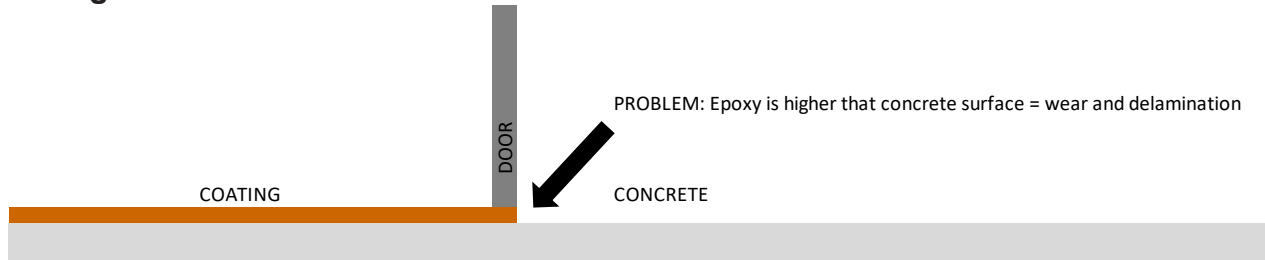 PROBLEM: Epoxy is higher that concrete surface = wear and delamination
DOOR
COATING
CONCRETE